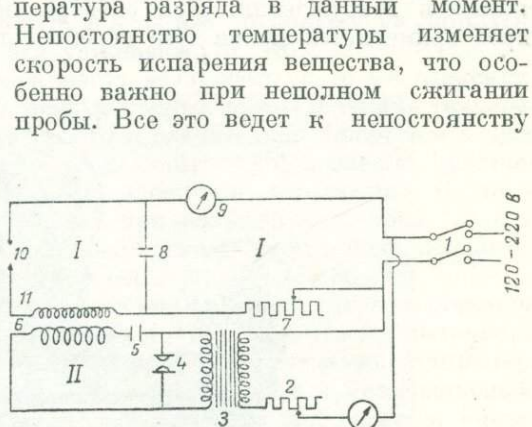 пература разряда в данный момент.
Непостоянство температуры изменяет
скорость испарения вещества, что осо-
бенно важно при неполном сжигании
пробы. Все это ведет к непостоянству
9
I
8
I
1
120-220 В
10
11
6
7
5
4
II
2
3